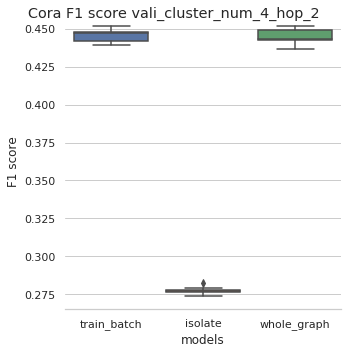 Cora F1 score vali_cluster_num_4_hop_2
0.450
0.425
0.400
0.375
0.350
0.325
0.300
0.275
F1 score
train_batch isolate whole_graph
models